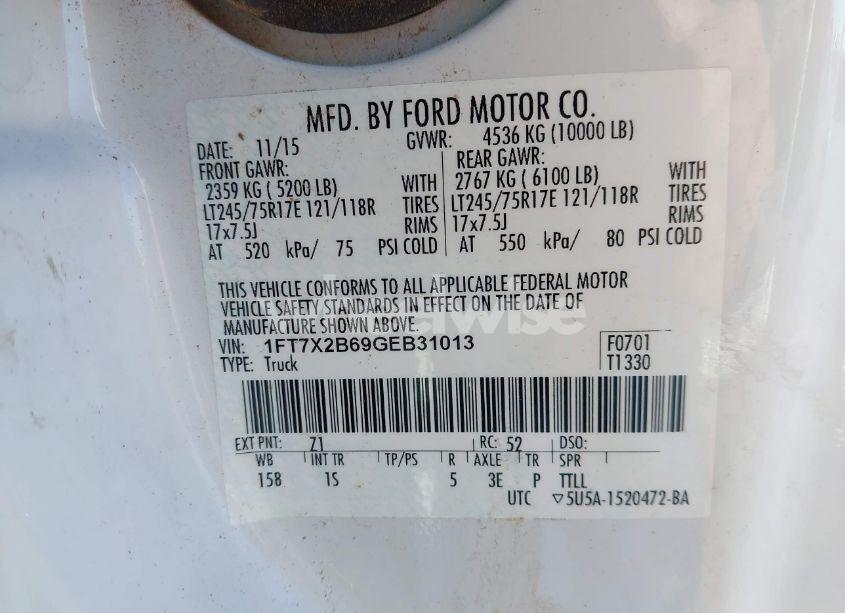 MFD. BY FORD MOTOR CO.
DATE: 11/15 GVWR: 4536 KG (10000 LB)
FRONT GAWR: REAR GAWR:
2359 KG ( 5200 LB) WITH 2767 KG ( 6100 LB) WITH
LT245/75R17E 121/118R TIRES LT245/75R17E 121/118R TIRES
17x7.5J RIMS 17x7.5J RIMS
AT 520 kPa/ 75 PSI COLD AT 550 kPa/ 80 PSI COLD
THIS VEHICLE CONFORMS TO ALL APPLICABLE FEDERAL MOTOR
VEHICLE SAFETY STANDARDS IN EFFECT ON THE DATE OF
MANUFACTURE SHOWN ABOVE.
VIN: 1FT7X2B69GEB31013 F0701
TYPE: Truck T1330
EXT PNT: Z1 RC: 52 DSO:
WB INT TR TP/PS R AXLE TR SPR
158 1S 5 3E P TTLL
UTC ▽5U5A-1520472-BA